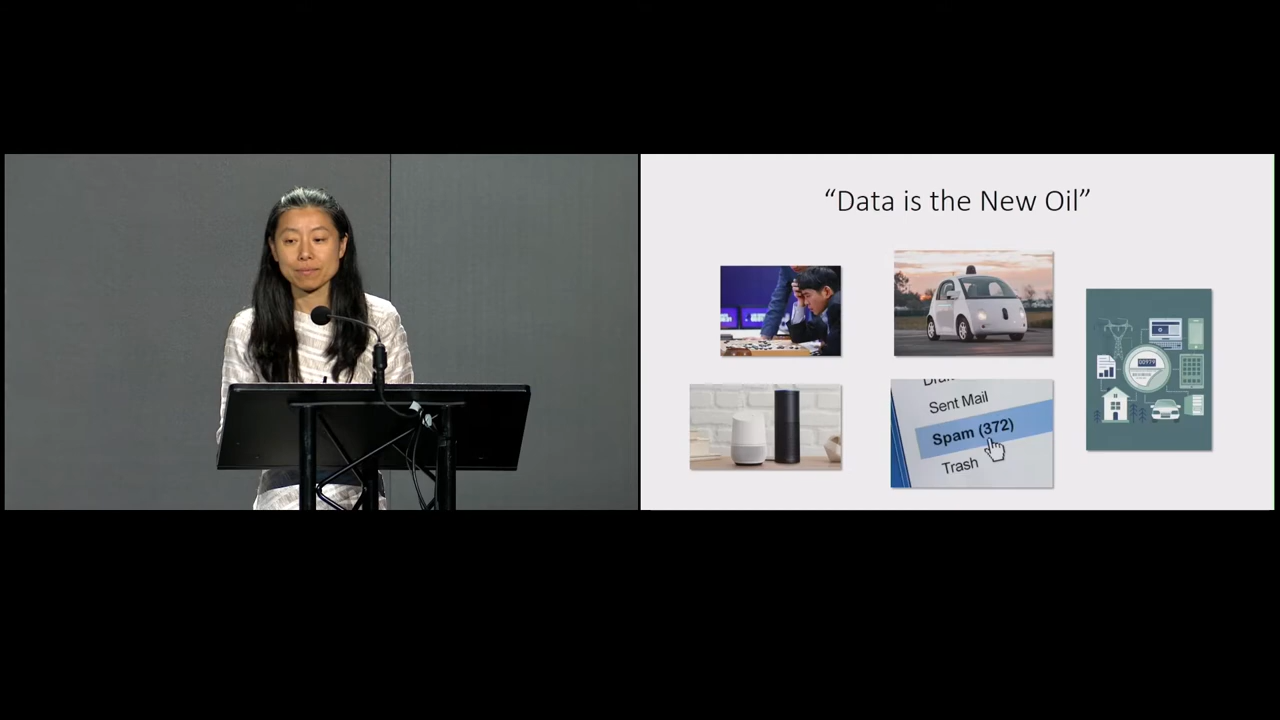 “Data is the New Oil”
Sent Mail
Spam (372)
Trash